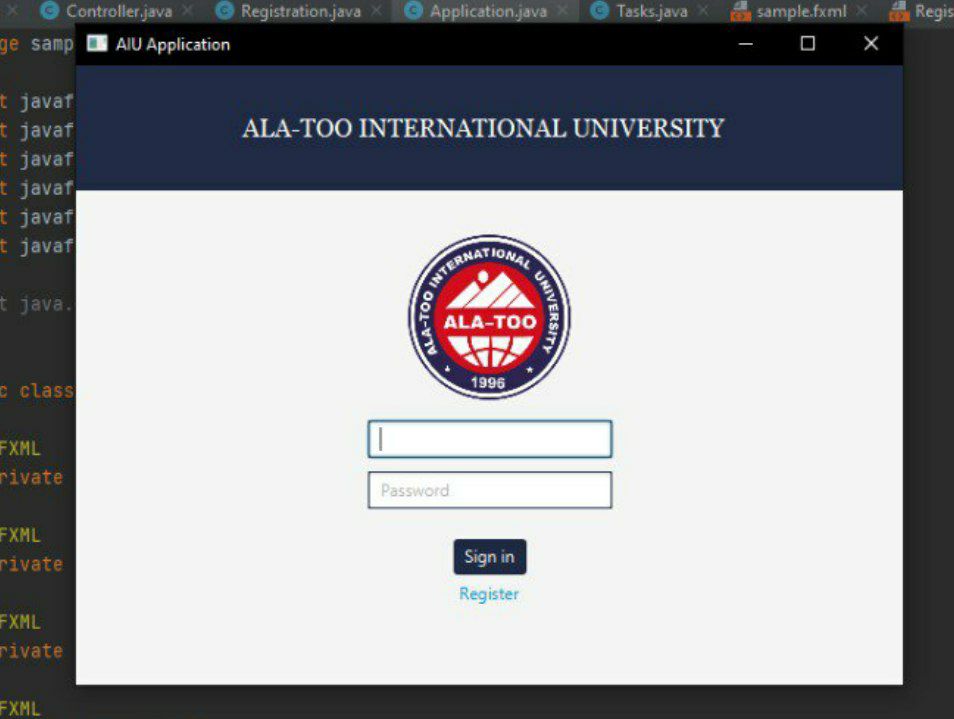 Controller.java
Registration.java
Application.java
Tasks.java
sample.fxml
Regis
ge samp
AIU Application
t javaf
ALA-TOO INTERNATIONAL UNIVERSITY
t javaf
t javaf
t javaf
t javaf
t javaf
ALA-TOO INTERNATIONAL UNIVERSITY
t java.
ALA-TOO
1996
c class
FXML
rivate
Password
FXML
Sign in
rivate
Register
FXML
rivate
FXML